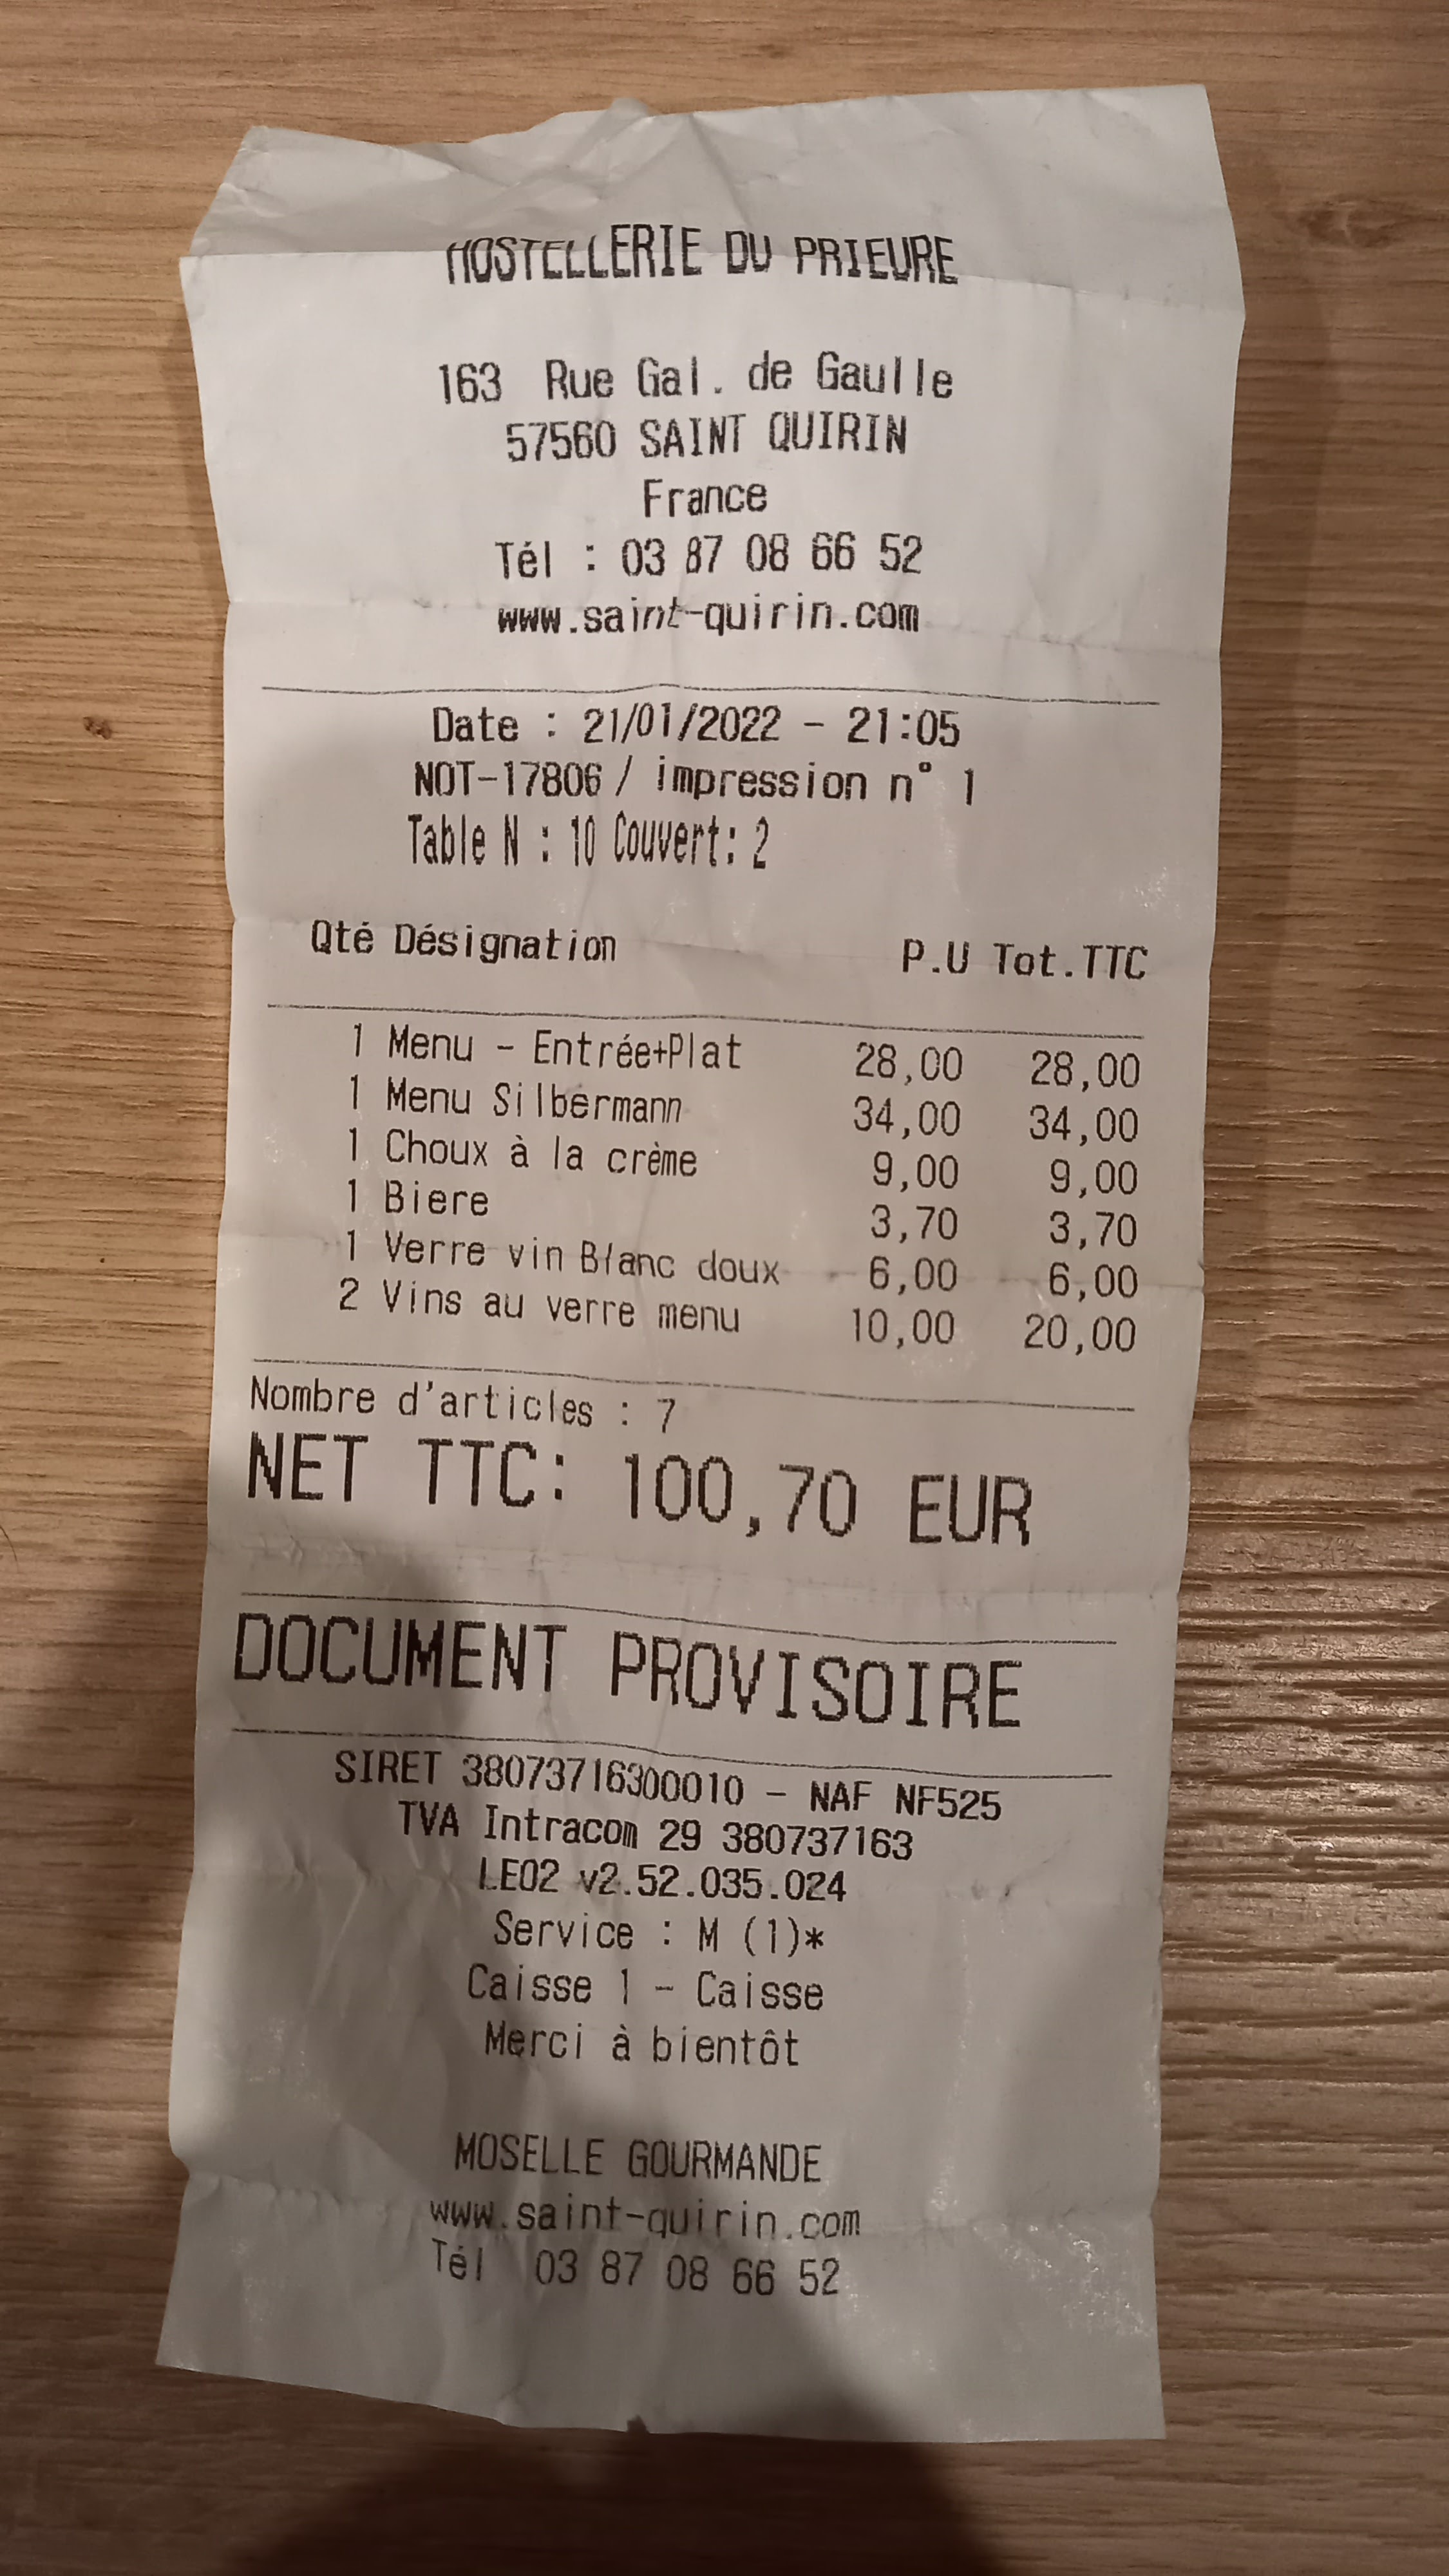 HOSTELLERIE DU PRIEURE
163 Rue Gal. de Gaulle
57560 SAINT QUIRIN
France
Tél : 03 87 08 66 52
www.saint-quirin.com
Date : 21/01/2022 - 21:05
NOT-17806 / impression n° 1
Table N : 10 Couvert: 2
Qté Désignation P.U Tot.TTC
1 Menu - Entrée+Plat 28,00 28,00
1 Menu Silbermann 34,00 34,00
1 Choux à la crème 9,00 9,00
1 Biere 3,70 3,70
1 Verre vin Blanc doux 6,00 6,00
2 Vins au verre menu 10,00 20,00
Nombre d'articles : 7
NET TTC: 100,70 EUR
DOCUMENT PROVISOIRE
SIRET 38073716300010 - NAF NF525
TVA Intracom 29 380737163
LEO2 v2.52.035.024
Service : M (1)*
Caisse 1 - Caisse
Merci à bientôt
MOSELLE GOURMANDE
www.saint-quirin.com
Tél 03 87 08 66 52